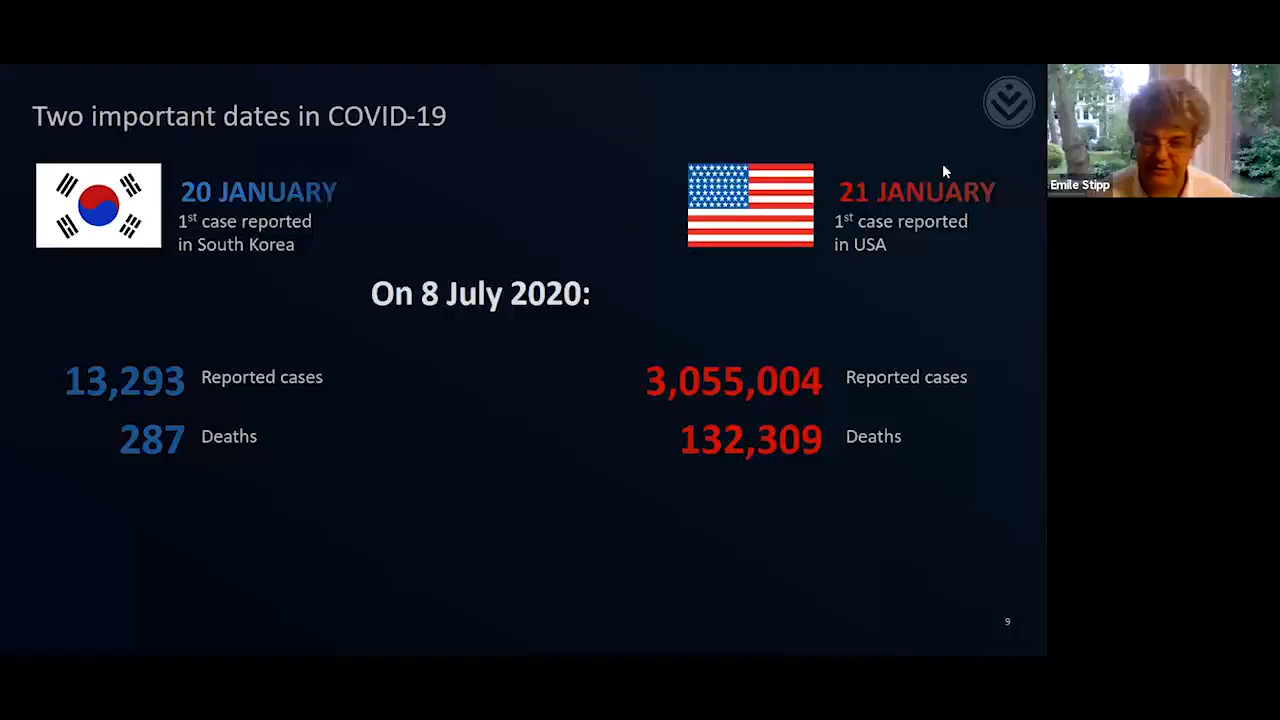 Two important dates in COVID-19
20 JANUARY
1st case reported
in South Korea
21 JANUARY
1st case reported
in USA
On 8 July 2020:
13,293 Reported cases
287 Deaths
3,055,004 Reported cases
132,309 Deaths
9
Emile Stipp